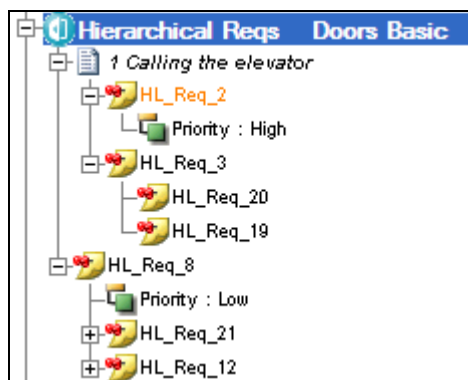 Hierarchical Reqs Doors Basic
1 Calling the elevator
HL_Req_2
Priority : High
HL_Req_3
HL_Req_20
HL_Req_19
HL_Req_8
Priority : Low
HL_Req_21
HL_Req_12